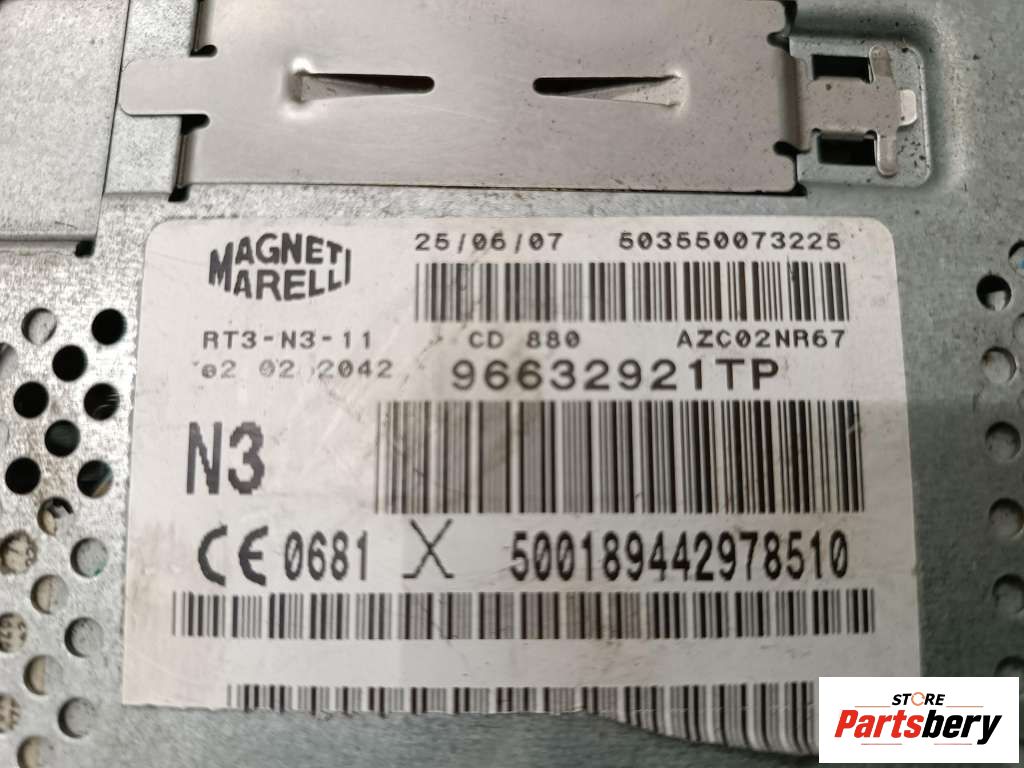 MAGNETI MARELLI
25/06/07 503550073225
RT3-N3-11 CD 880 AZC02NR67
02 02 2042 96632921TP
N3
CE 0681 X 500189442978510
STORE
Partsbery